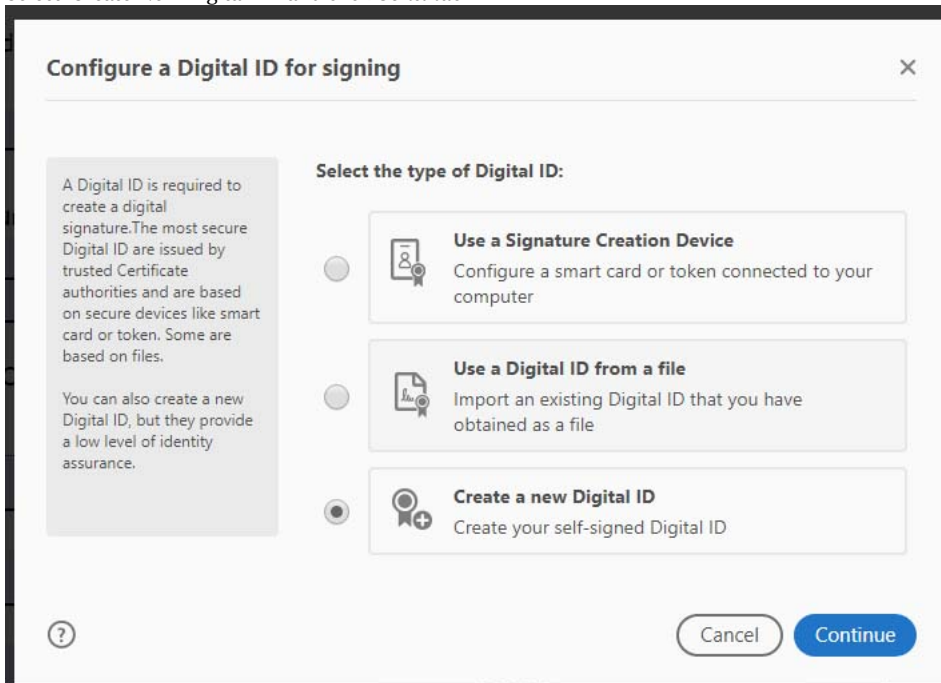 Configure a Digital ID for signing
A Digital ID is required to
create a digital
signature.The most secure
Digital ID are issued by
trusted Certificate
authorities and are based
on secure devices like smart
card or token. Some are
based on files.
You can also create a new
Digital ID, but they provide
a low level of identity
assurance.
Select the type of Digital ID:
Use a Signature Creation Device
Configure a smart card or token connected to your
computer
Use a Digital ID from a file
Import an existing Digital ID that you have
obtained as a file
Create a new Digital ID
Create your self-signed Digital ID
?
Cancel
Continue